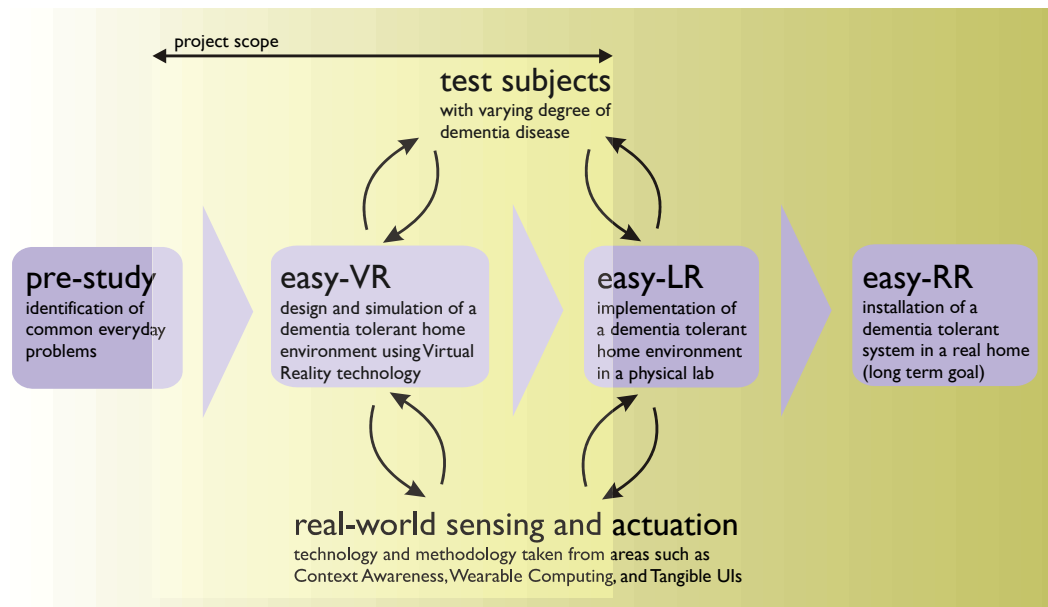 project scope
test subjects
with varying degree of
dementia disease
pre-study
identification of
common everyday
problems
easy-VR
design and simulation of a
dementia tolerant home
environment using Virtual
Reality technology
easy-LR
implementation of
a dementia tolerant
home environment
in a physical lab
easy-RR
installation of a
dementia tolerant
system in a real home
(long term goal)
real-world sensing and actuation
technology and methodology taken from areas such as
Context Awareness, Wearable Computing, and Tangible UIs